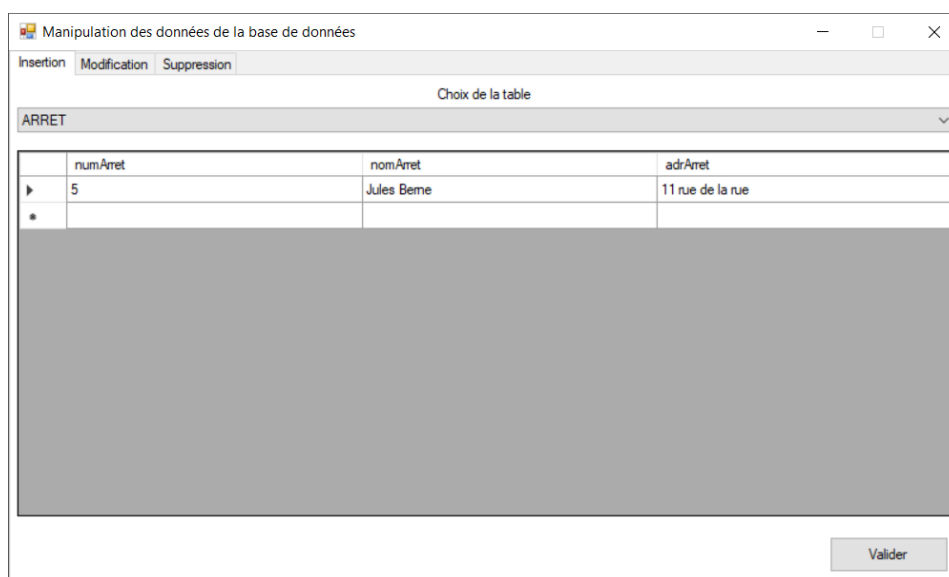 Manipulation des données de la base de données
Insertion Modification Suppression
Choix de la table
ARRET
numArret nomArret adrArret
5 Jules Berne 11 rue de la rue
Valider